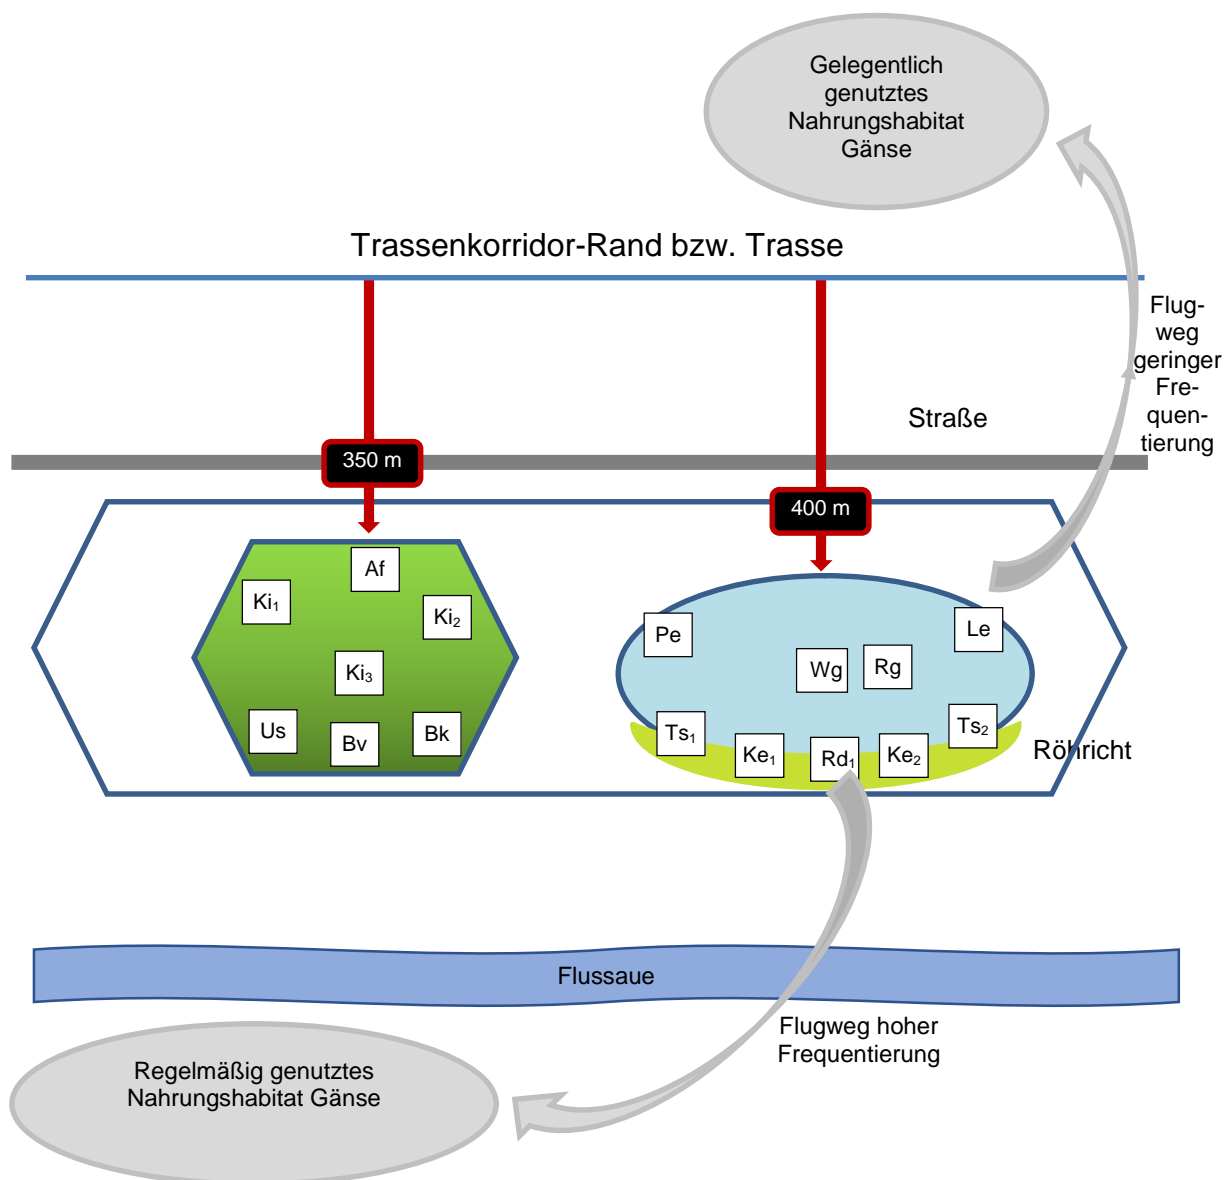 Gelegentlich
genutztes
Nahrungshabitat
Gänse
Trassenkorridor-Rand bzw. Trasse
Flug-
weg
geringer
Fre-
quen-
tierung
Straße
350 m
400 m
Af
Ki₁
Ki₂
Ki₃
Us
Bv
Bk
Pe
Le
Wg
Rg
Ts₁
Ts₂
Ke₁
Rd₁
Ke₂
Röhricht
Flussaue
Flugweg hoher
Frequentierung
Regelmäßig genutztes
Nahrungshabitat Gänse